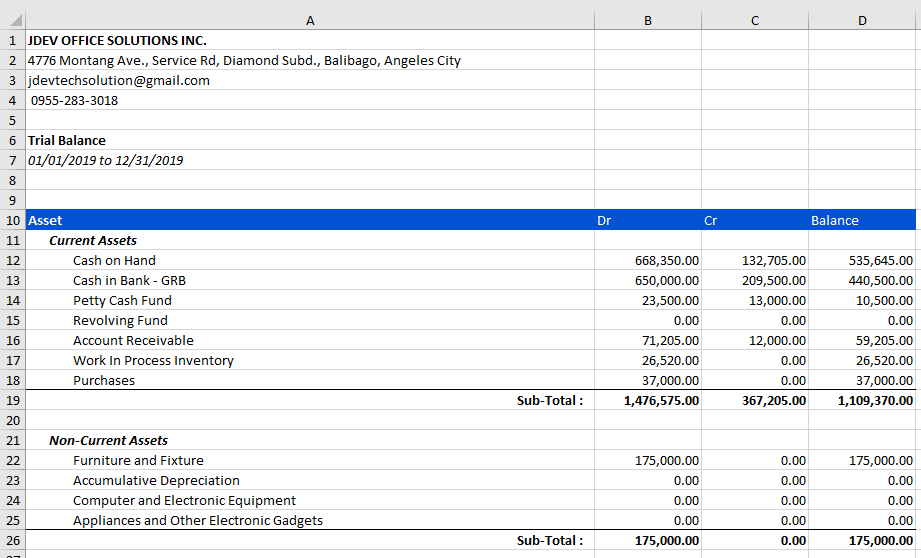 A B C D
1 JDEV OFFICE SOLUTIONS INC.
2 4776 Montang Ave., Service Rd, Diamond Subd., Balibago, Angeles City
3 jdevtechsolution@gmail.com
4 0955-283-3018
5
6 Trial Balance
7 01/01/2019 to 12/31/2019
8
9
10 Asset Dr Cr Balance
11 Current Assets
12 Cash on Hand 668,350.00 132,705.00 535,645.00
13 Cash in Bank - GRB 650,000.00 209,500.00 440,500.00
14 Petty Cash Fund 23,500.00 13,000.00 10,500.00
15 Revolving Fund 0.00 0.00 0.00
16 Account Receivable 71,205.00 12,000.00 59,205.00
17 Work In Process Inventory 26,520.00 0.00 26,520.00
18 Purchases 37,000.00 0.00 37,000.00
19 Sub-Total : 1,476,575.00 367,205.00 1,109,370.00
20
21 Non-Current Assets
22 Furniture and Fixture 175,000.00 0.00 175,000.00
23 Accumulative Depreciation 0.00 0.00 0.00
24 Computer and Electronic Equipment 0.00 0.00 0.00
25 Appliances and Other Electronic Gadgets 0.00 0.00 0.00
26 Sub-Total : 175,000.00 0.00 175,000.00